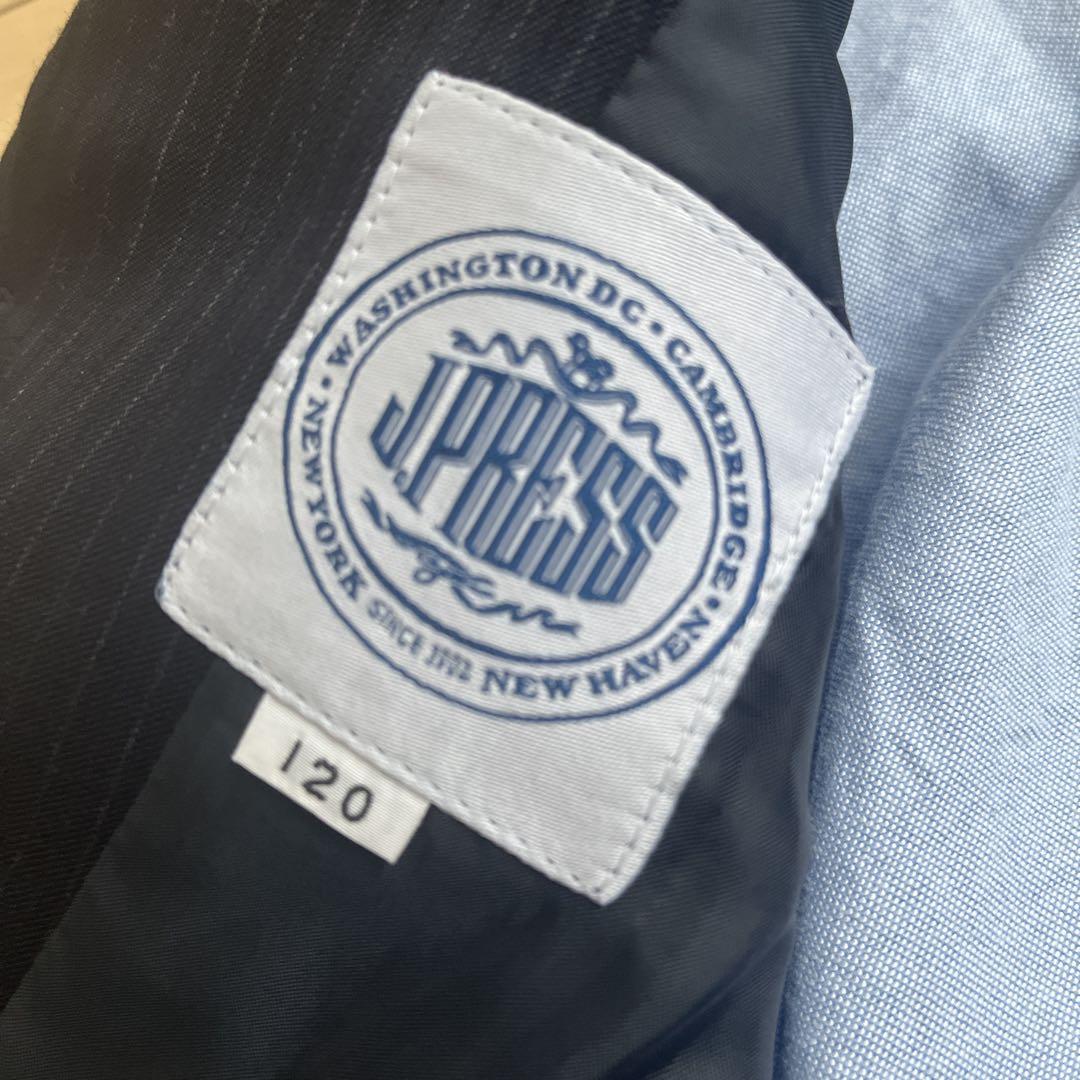 J.PRESS
NEW YORK • WASHINGTON DC • CAMBRIDGE • NEW HAVEN
SINCE 1902
120